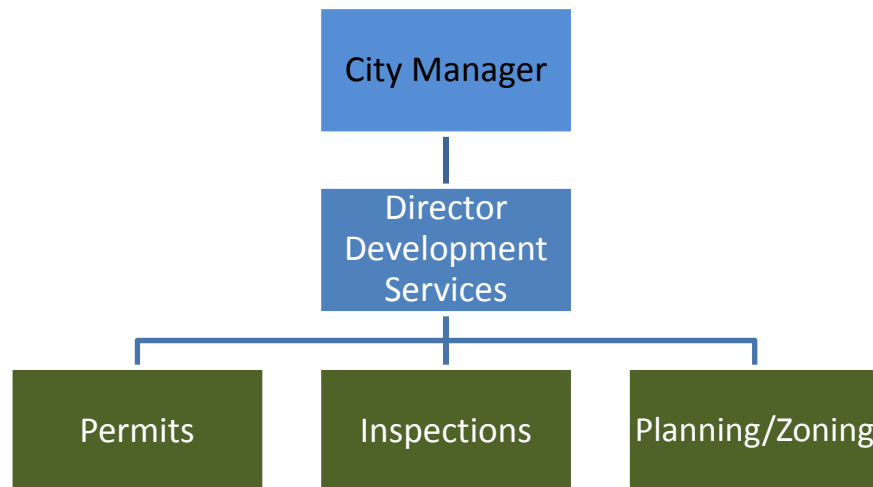 City Manager
Director
Development
Services
Permits
Inspections
Planning/Zoning